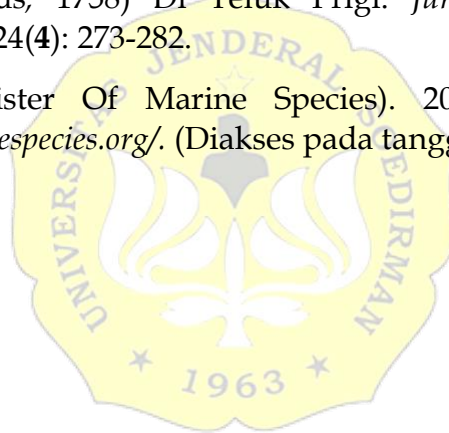 us, 1758) Di Teluk Prigi. Jur
24(4): 273-282.
ister Of Marine Species). 20
especies.org/. (Diakses pada tangg
UNIVERSITAS JENDERAL SOEDIRMAN
1963